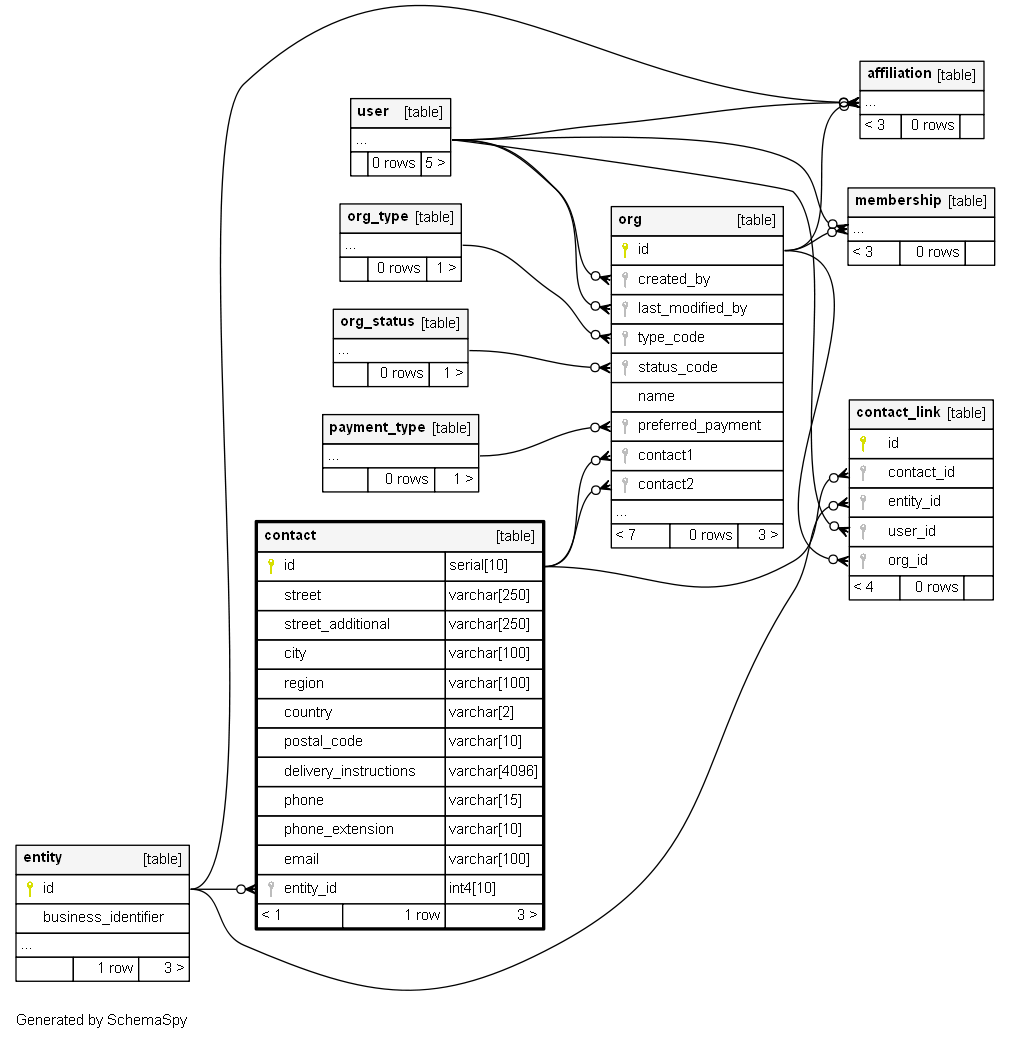 affiliation [table]
...
< 3 0 rows
user [table]
...
0 rows 5 >
membership [table]
...
< 3 0 rows
org_type [table]
...
0 rows 1 >
org [table]
id
created_by
last_modified_by
type_code
status_code
name
preferred_payment
contact1
contact2
...
< 7 0 rows 3 >
org_status [table]
...
0 rows 1 >
payment_type [table]
...
0 rows 1 >
contact_link [table]
id
contact_id
entity_id
user_id
org_id
< 4 0 rows
contact [table]
id serial[10]
street varchar[250]
street_additional varchar[250]
city varchar[100]
region varchar[100]
country varchar[2]
postal_code varchar[10]
delivery_instructions varchar[4096]
phone varchar[15]
phone_extension varchar[10]
email varchar[100]
entity_id int4[10]
< 1 1 row 3 >
entity [table]
id
business_identifier
...
1 row 3 >
Generated by SchemaSpy